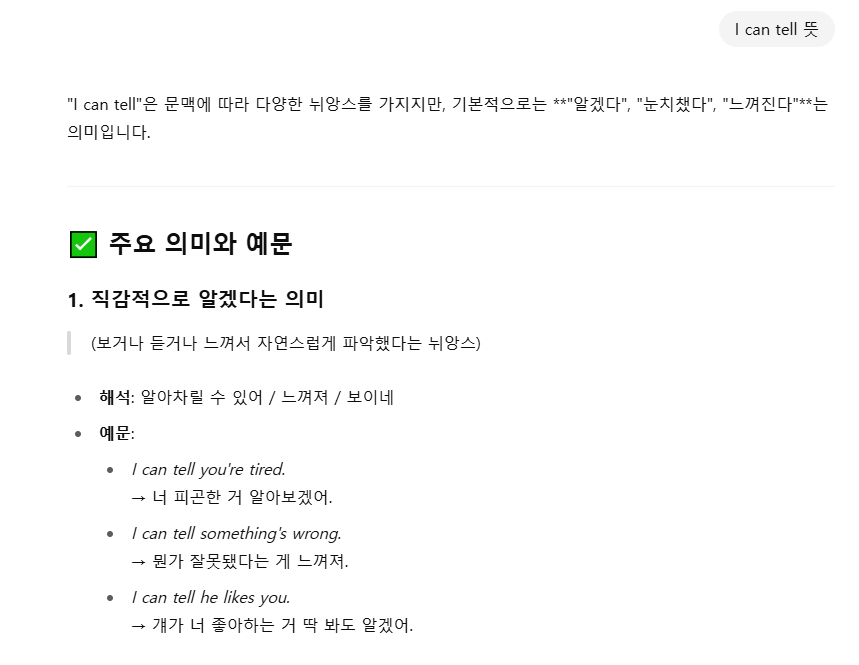 I can tell 뜻
"I can tell"은 문맥에 따라 다양한 뉘앙스를 가지지만, 기본적으로는 **"알겠다", "눈치챘다", "느껴진다"**는
의미입니다.
✅ 주요 의미와 예문
1. 직감적으로 알겠다는 의미
(보거나 듣거나 느껴서 자연스럽게 파악했다는 뉘앙스)
• 해석: 알아차릴 수 있어 / 느껴져 / 보이네
• 예문:
• I can tell you're tired.
→ 너 피곤한 거 알아보겠어.
• I can tell something's wrong.
→ 뭔가 잘못됐다는 게 느껴져.
• I can tell he likes you.
→ 걔가 너 좋아하는 거 딱 봐도 알겠어.